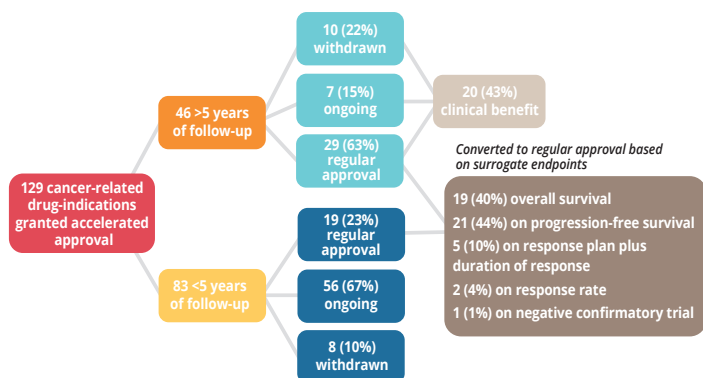 129 cancer-related
drug-indications
granted accelerated
approval
46 >5 years
of follow-up
83 <5 years
of follow-up
10 (22%)
withdrawn
7 (15%)
ongoing
29 (63%)
regular
approval
19 (23%)
regular
approval
56 (67%)
ongoing
8 (10%)
withdrawn
20 (43%)
clinical benefit
Converted to regular approval based
on surrogate endpoints
19 (40%) overall survival
21 (44%) on progression-free survival
5 (10%) on response plan plus
duration of response
2 (4%) on response rate
1 (1%) on negative confirmatory trial